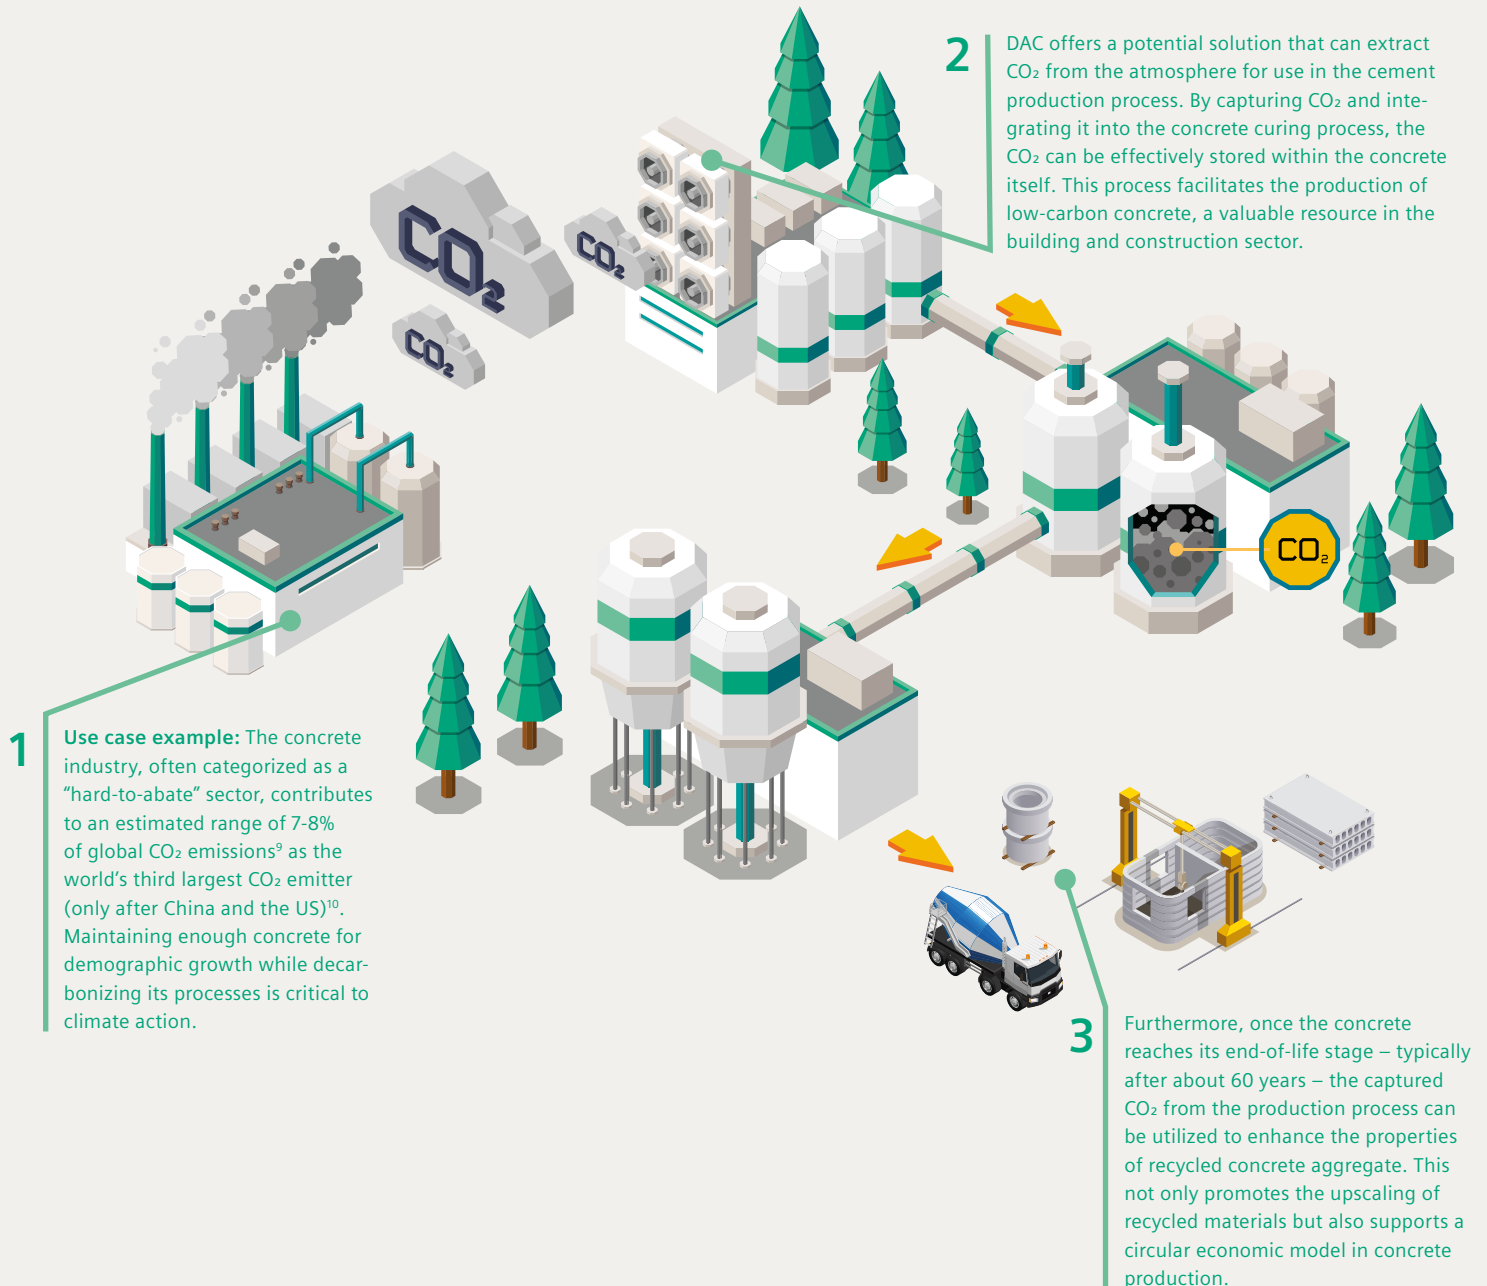 2
DAC offers a potential solution that can extract
CO₂ from the atmosphere for use in the cement
production process. By capturing CO₂ and inte-
grating it into the concrete curing process, the
CO₂ can be effectively stored within the concrete
itself. This process facilitates the production of
low-carbon concrete, a valuable resource in the
building and construction sector.
CO₂
CO₂
CO₂
CO₂
1
Use case example: The concrete
industry, often categorized as a
“hard-to-abate” sector, contributes
to an estimated range of 7-8%
of global CO₂ emissions⁹ as the
world’s third largest CO₂ emitter
(only after China and the US)¹⁰.
Maintaining enough concrete for
demographic growth while decar-
bonizing its processes is critical to
climate action.
3
Furthermore, once the concrete
reaches its end-of-life stage – typically
after about 60 years – the captured
CO₂ from the production process can
be utilized to enhance the properties
of recycled concrete aggregate. This
not only promotes the upscaling of
recycled materials but also supports a
circular economic model in concrete
production.